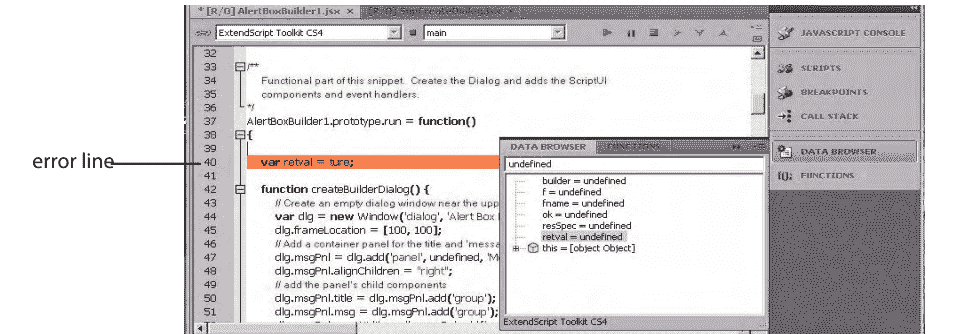 * [R/O] AlertBoxBuilder1.jsx ×
ExtendScript Toolkit CS4
main
JAVASCRIPT CONSOLE
SCRIPTS
BREAKPOINTS
CALL STACK
DATA BROWSER
FUNCTIONS
error line
32
33 /**
34 Functional part of this snippet. Creates the Dialog and adds the ScriptUI
35 components and event handlers.
36 */
37 AlertBoxBuilder1.prototype.run = function()
38 {
39
40 var retval = ture;
41
42 function createBuilderDialog() {
43 // Create an empty dialog window near the upp
44 var dlg = new Window('dialog', 'Alert Box
45 dlg.frameLocation = [100, 100];
46 // Add a container panel for the title and 'messa
47 dlg.msgPnl = dlg.add('panel', undefined, 'M
48 dlg.msgPnl.alignChildren = "right";
49 // add the panel's child components
50 dlg.msgPnl.title = dlg.msgPnl.add('group');
51 dlg.msgPnl.msg = dlg.msgPnl.add('group');
DATA BROWSER FUNCTIONS
undefined
builder = undefined
f = undefined
fname = undefined
ok = undefined
resSpec = undefined
retval = undefined
this = [object Object]
ExtendScript Toolkit CS4